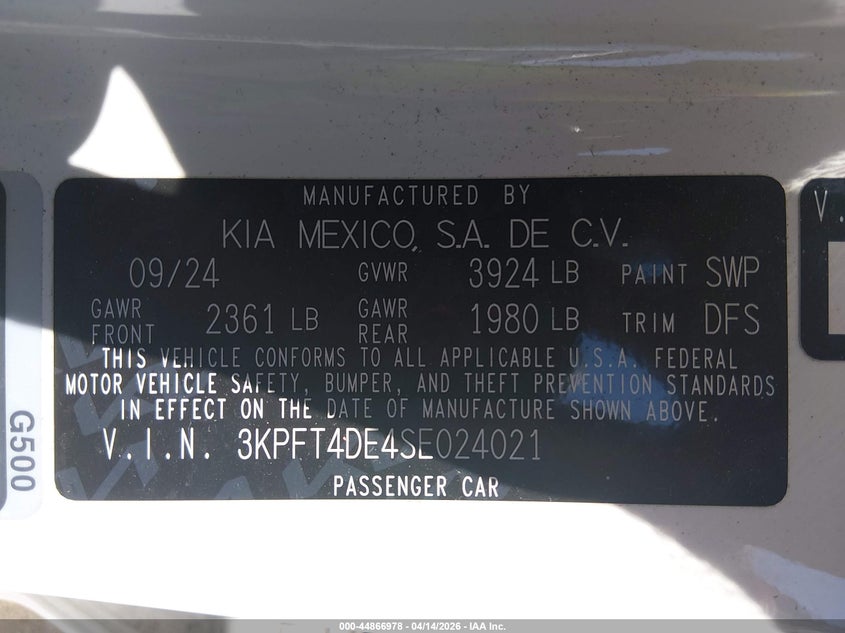 MANUFACTURED BY
KIA MEXICO, S.A. DE C.V.
09/24 GVWR 3924 LB PAINT SWP
GAWR FRONT 2361 LB GAWR REAR 1980 LB TRIM DFS
THIS VEHICLE CONFORMS TO ALL APPLICABLE U.S.A. FEDERAL
MOTOR VEHICLE SAFETY, BUMPER, AND THEFT PREVENTION STANDARDS
IN EFFECT ON THE DATE OF MANUFACTURE SHOWN ABOVE.
V.I.N. 3KPFT4DE4SE024021
PASSENGER CAR
G500
V.
000-44866978 - 04/14/2026 - IAA Inc.